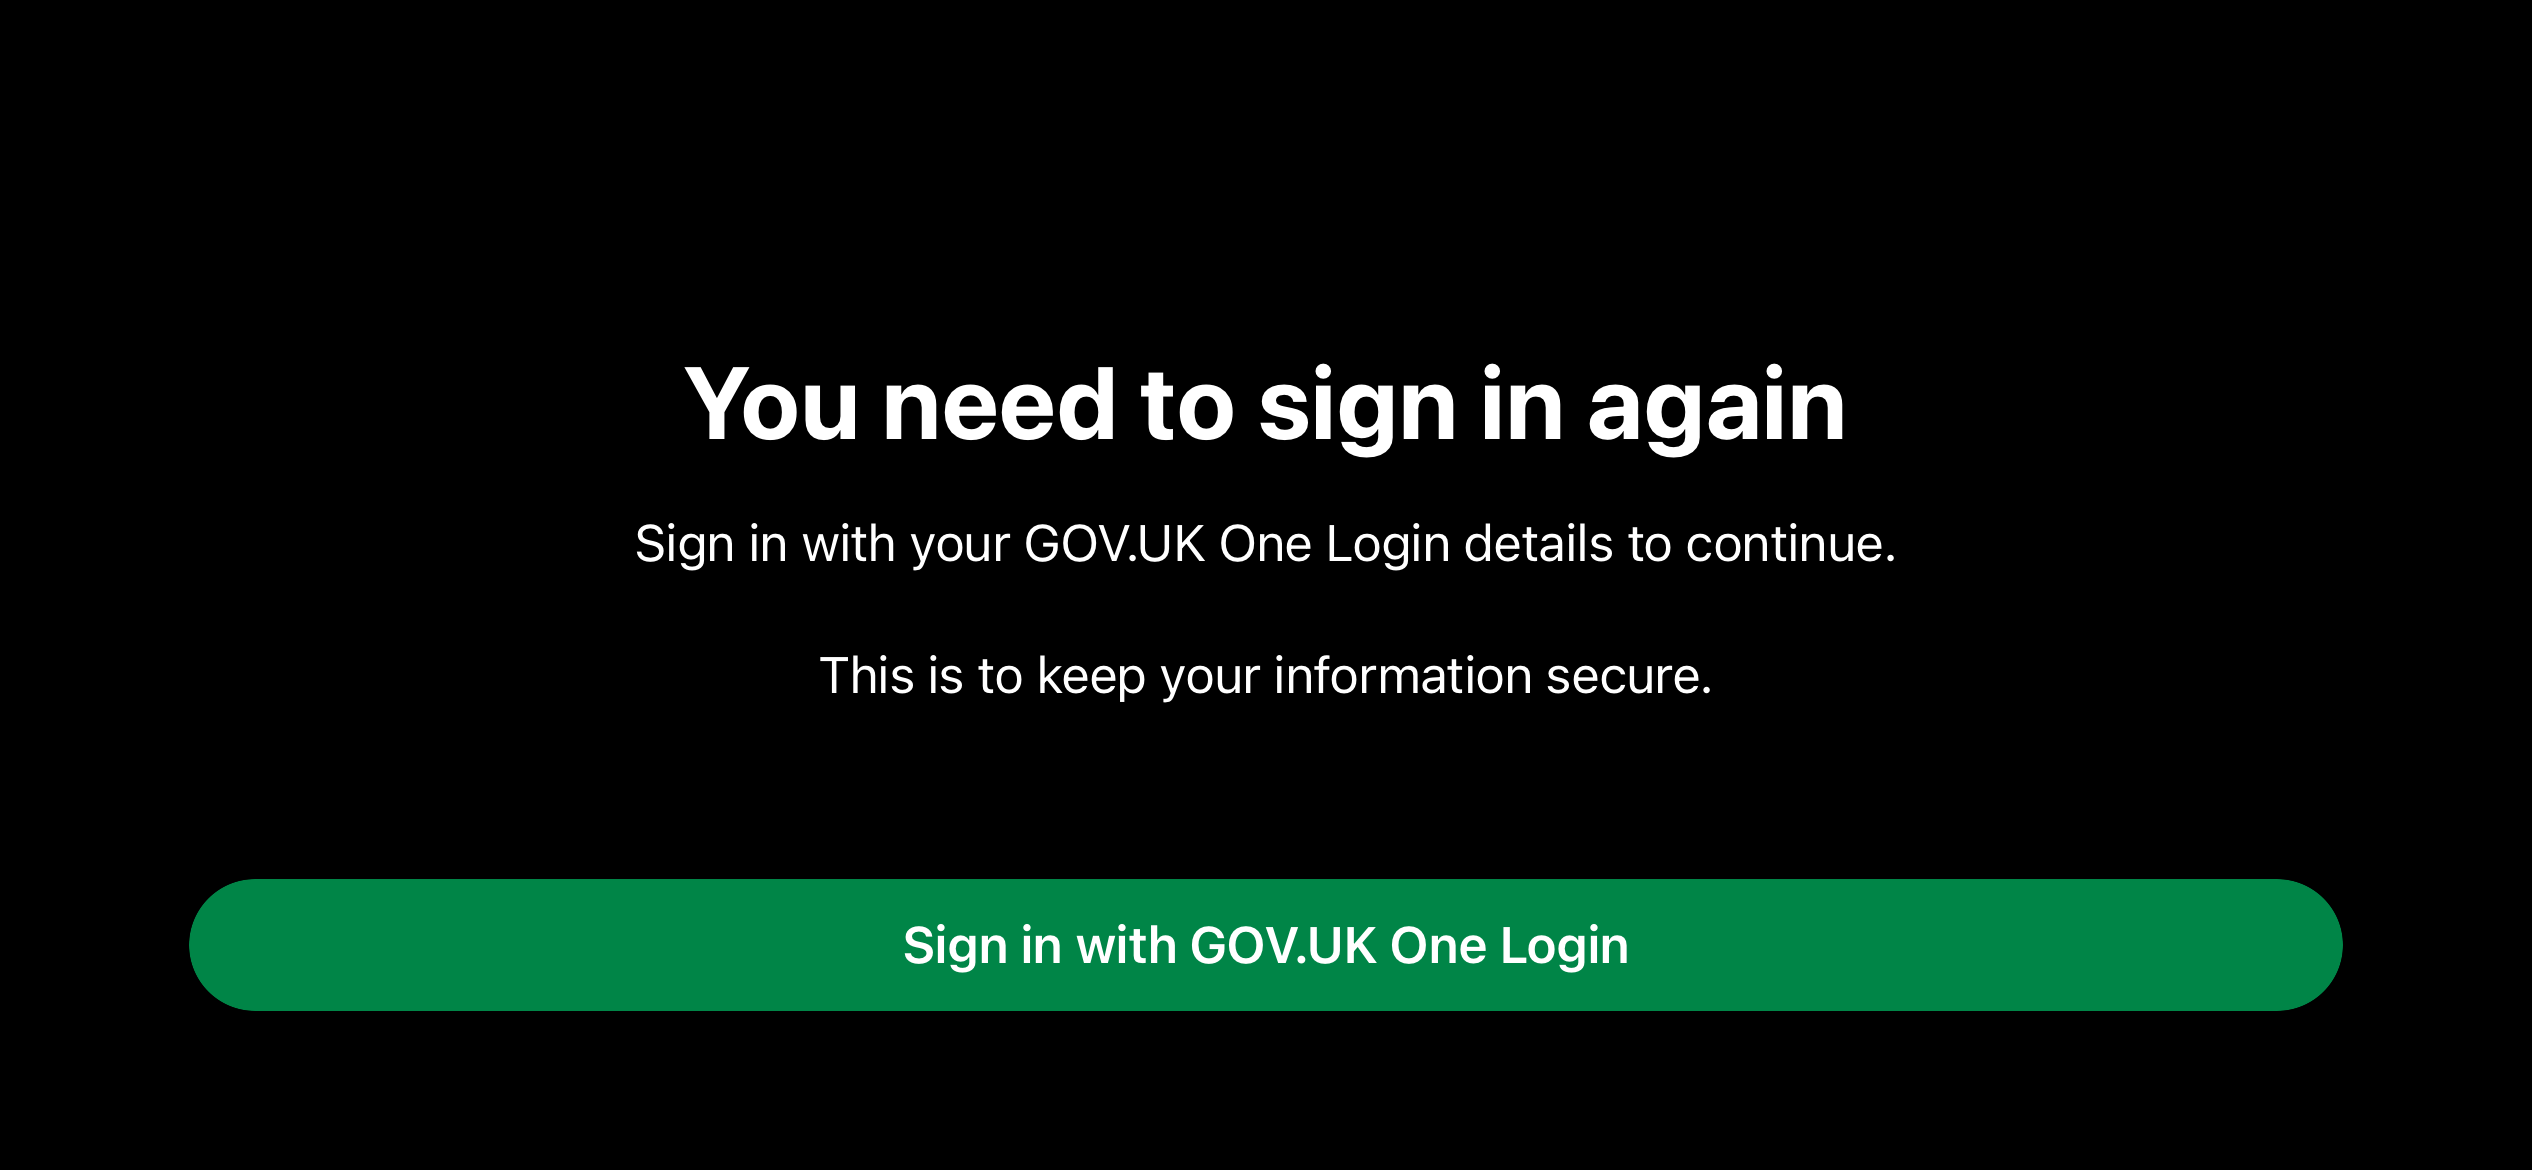 You need to sign in again
Sign in with your GOV.UK One Login details to continue.
This is to keep your information secure.
Sign in with GOV.UK One Login